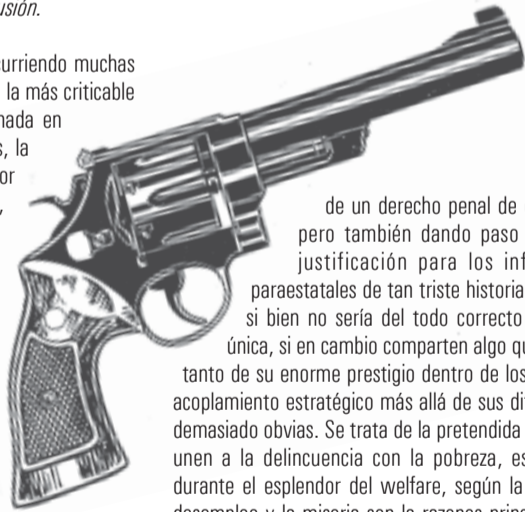 usión.
urriendo muchas
la más criticable
nada en
s, la
or
,
de un derecho penal de
pero también dando paso
justificación para los inf
paraestatales de tan triste historia
si bien no sería del todo correcto
única, si en cambio comparten algo qu
tanto de su enorme prestigio dentro de los
acoplamiento estratégico más allá de sus di
demasiado obvias. Se trata de la pretendida
unen a la delincuencia con la pobreza, es
durante el esplendor del welfare, según la